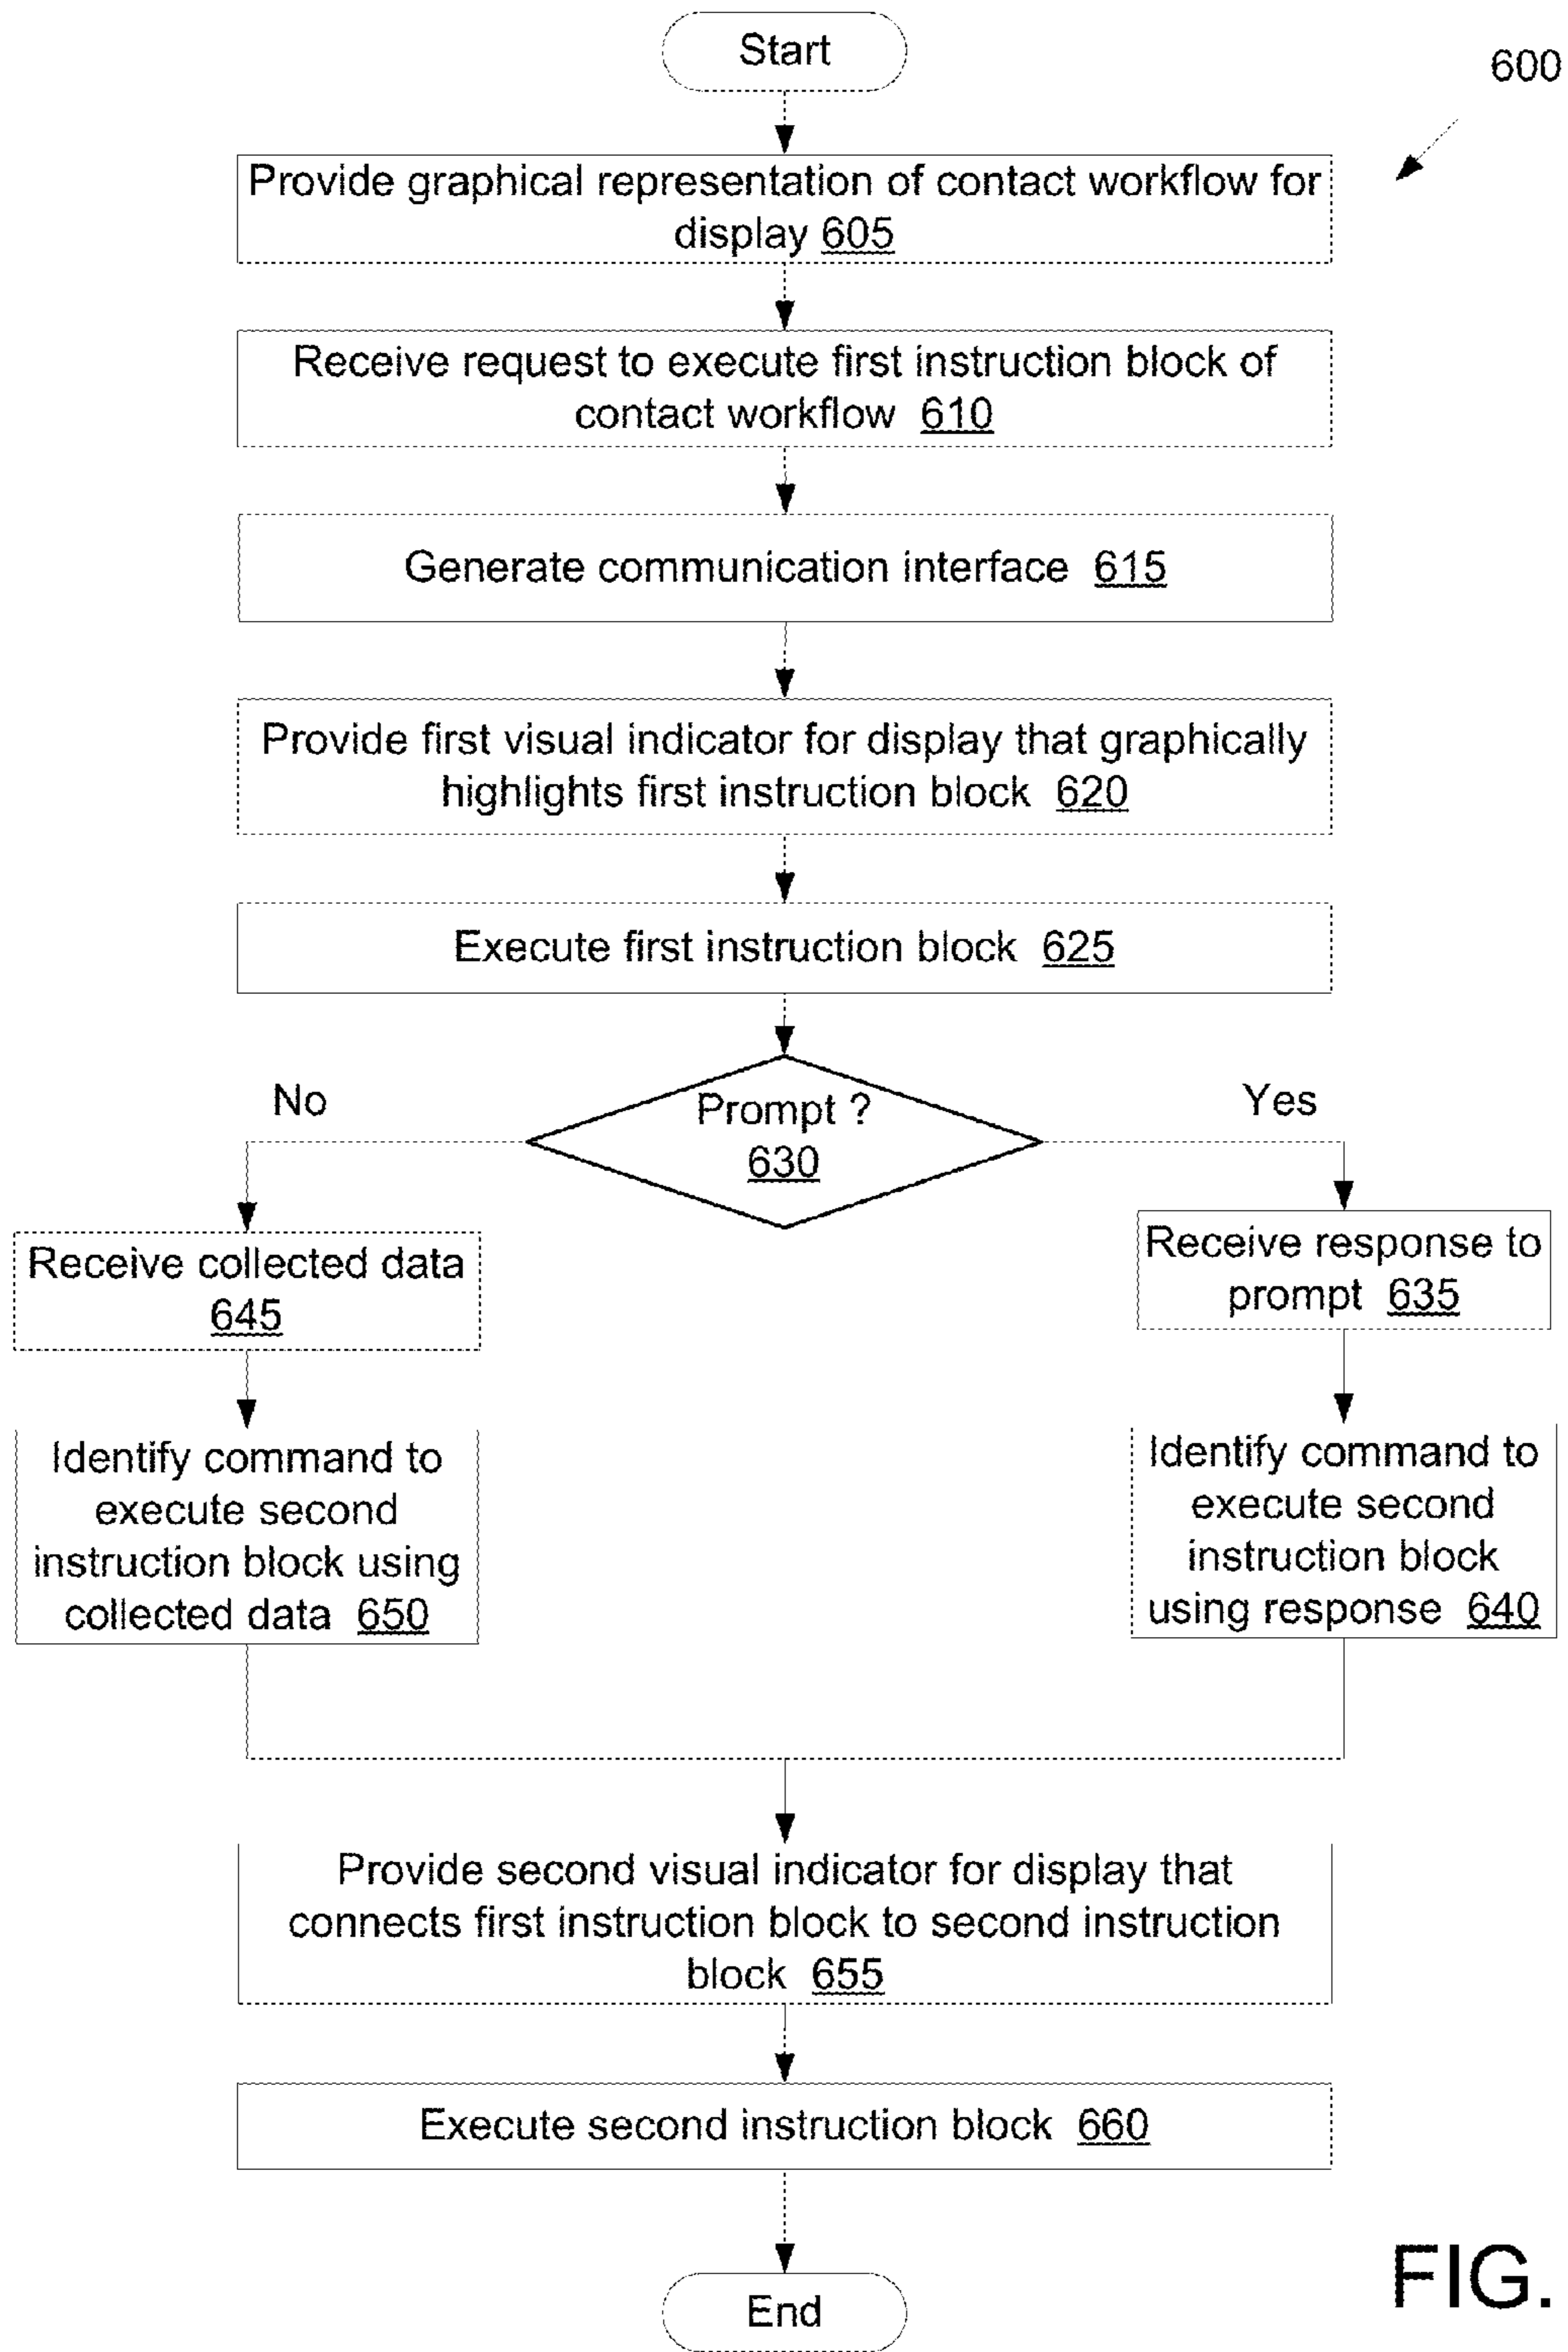 Start
600
Provide graphical representation of contact workflow for
display 605
Receive request to execute first instruction block of
contact workflow 610
Generate communication interface 615
Provide first visual indicator for display that graphically
highlights first instruction block 620
Execute first instruction block 625
No
Prompt ?
630
Yes
Receive collected data
645
Receive response to
prompt 635
Identify command to
execute second
instruction block using
collected data 650
Identify command to
execute second
instruction block
using response 640
Provide second visual indicator for display that
connects first instruction block to second instruction
block 655
Execute second instruction block 660
End
FIG.